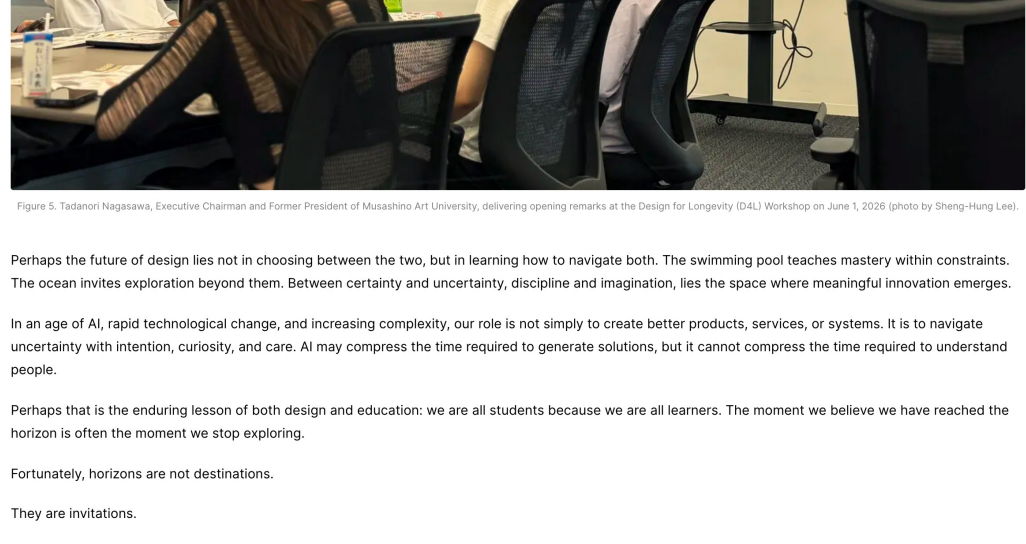 おいしい牛乳
Figure 5. Tadanori Nagasawa, Executive Chairman and Former President of Musashino Art University, delivering opening remarks at the Design for Longevity (D4L) Workshop on June 1, 2026 (photo by Sheng-Hung Lee).
Perhaps the future of design lies not in choosing between the two, but in learning how to navigate both. The swimming pool teaches mastery within constraints.
The ocean invites exploration beyond them. Between certainty and uncertainty, discipline and imagination, lies the space where meaningful innovation emerges.
In an age of AI, rapid technological change, and increasing complexity, our role is not simply to create better products, services, or systems. It is to navigate
uncertainty with intention, curiosity, and care. AI may compress the time required to generate solutions, but it cannot compress the time required to understand
people.
Perhaps that is the enduring lesson of both design and education: we are all students because we are all learners. The moment we believe we have reached the
horizon is often the moment we stop exploring.
Fortunately, horizons are not destinations.
They are invitations.